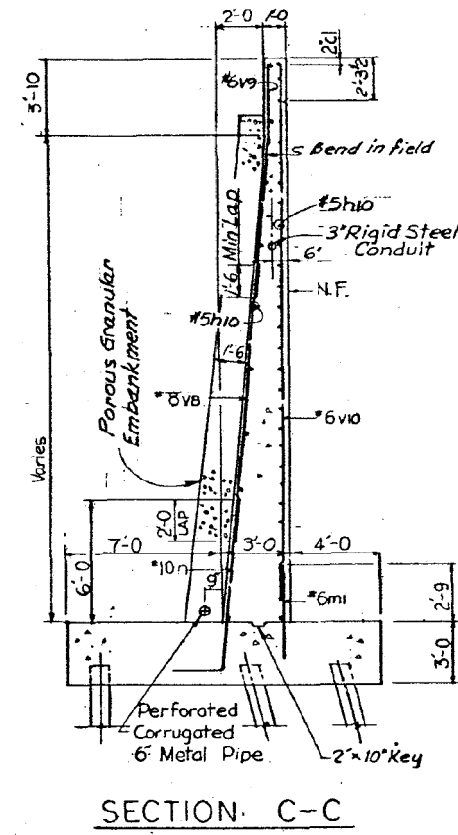 2'-0
1'-0
2"Cl
2'-3½
3'-10
#6v9
s Bend in field
#5h10
3"Rigid Steel
Conduit
6"
1'-6 Min Lap
N.F.
#5h10
Porous Granular
Embankment
1'-6
#8v8
#6v10
Varies
2'-0
LAP
7'-0
3'-0
4'-0
6'-0
#10n
#6m1
2'-9
3'-0
Perforated
Corrugated
6" Metal Pipe
2"x10" Key
SECTION C-C